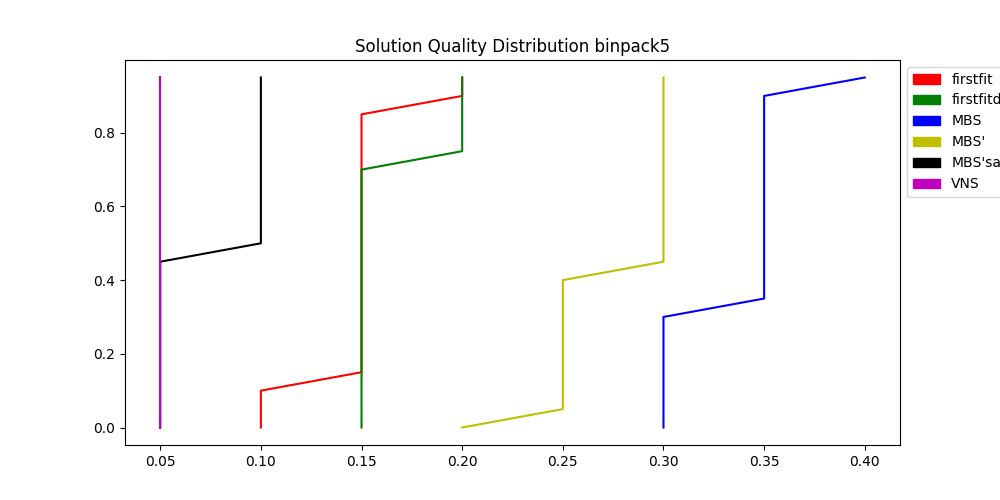 Solution Quality Distribution binpack5
firstfit
firstfitd
MBS
MBS'
MBS'sa
VNS
0.8
0.6
0.4
0.2
0.0
0.05 0.10 0.15 0.20 0.25 0.30 0.35 0.40